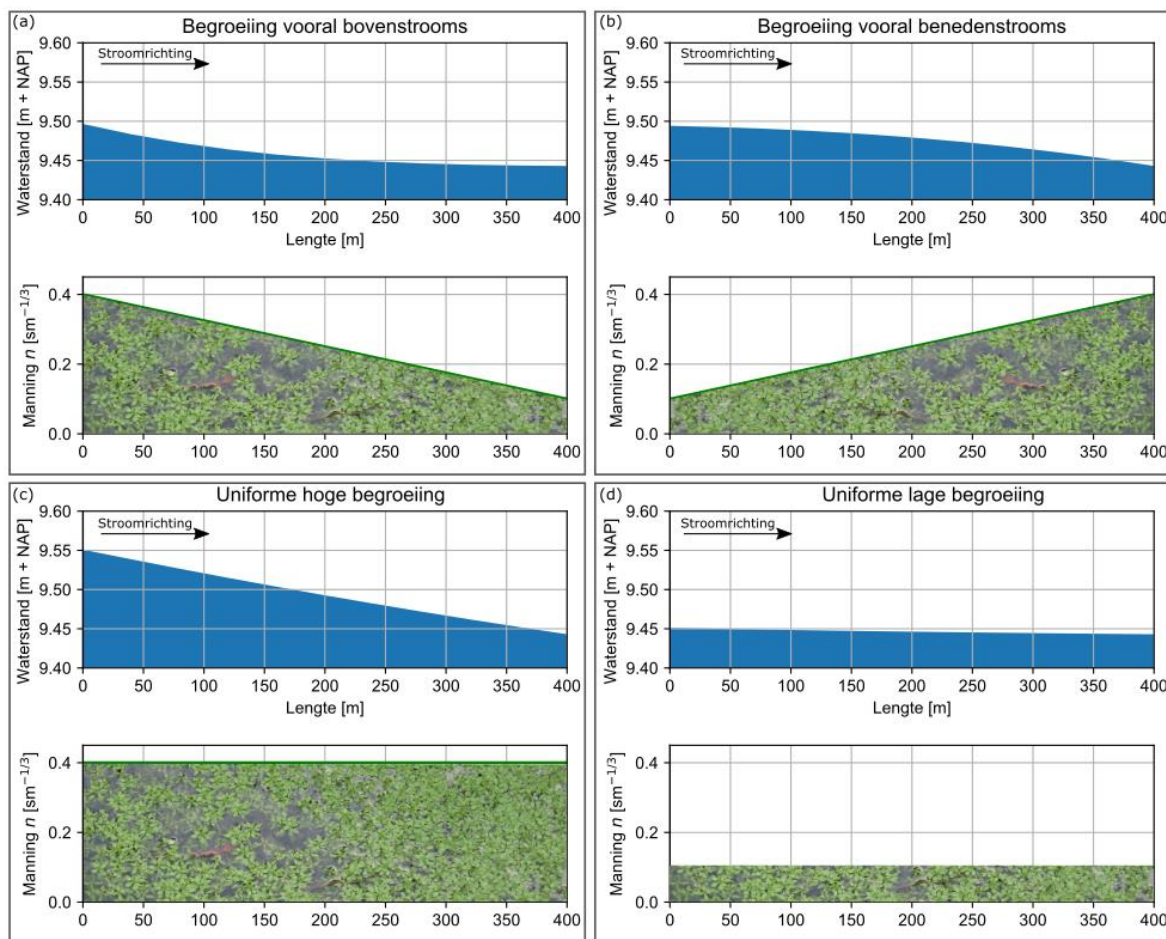 (a)
Begroeiing vooral bovenstrooms
Stroomrichting
Waterstand [m + NAP]
9.60
9.55
9.50
9.45
9.40
0 50 100 150 200 250 300 350 400
Lengte [m]
Manning n [sm⁻¹/³]
0.4
0.2
0.0
0 50 100 150 200 250 300 350 400
(b)
Begroeiing vooral benedenstrooms
Stroomrichting
Waterstand [m + NAP]
9.60
9.55
9.50
9.45
9.40
0 50 100 150 200 250 300 350 400
Lengte [m]
Manning n [sm⁻¹/³]
0.4
0.2
0.0
0 50 100 150 200 250 300 350 400
(c)
Uniforme hoge begroeiing
Stroomrichting
Waterstand [m + NAP]
9.60
9.55
9.50
9.45
9.40
0 50 100 150 200 250 300 350 400
Lengte [m]
Manning n [sm⁻¹/³]
0.4
0.2
0.0
0 50 100 150 200 250 300 350 400
(d)
Uniforme lage begroeiing
Stroomrichting
Waterstand [m + NAP]
9.60
9.55
9.50
9.45
9.40
0 50 100 150 200 250 300 350 400
Lengte [m]
Manning n [sm⁻¹/³]
0.4
0.2
0.0
0 50 100 150 200 250 300 350 400